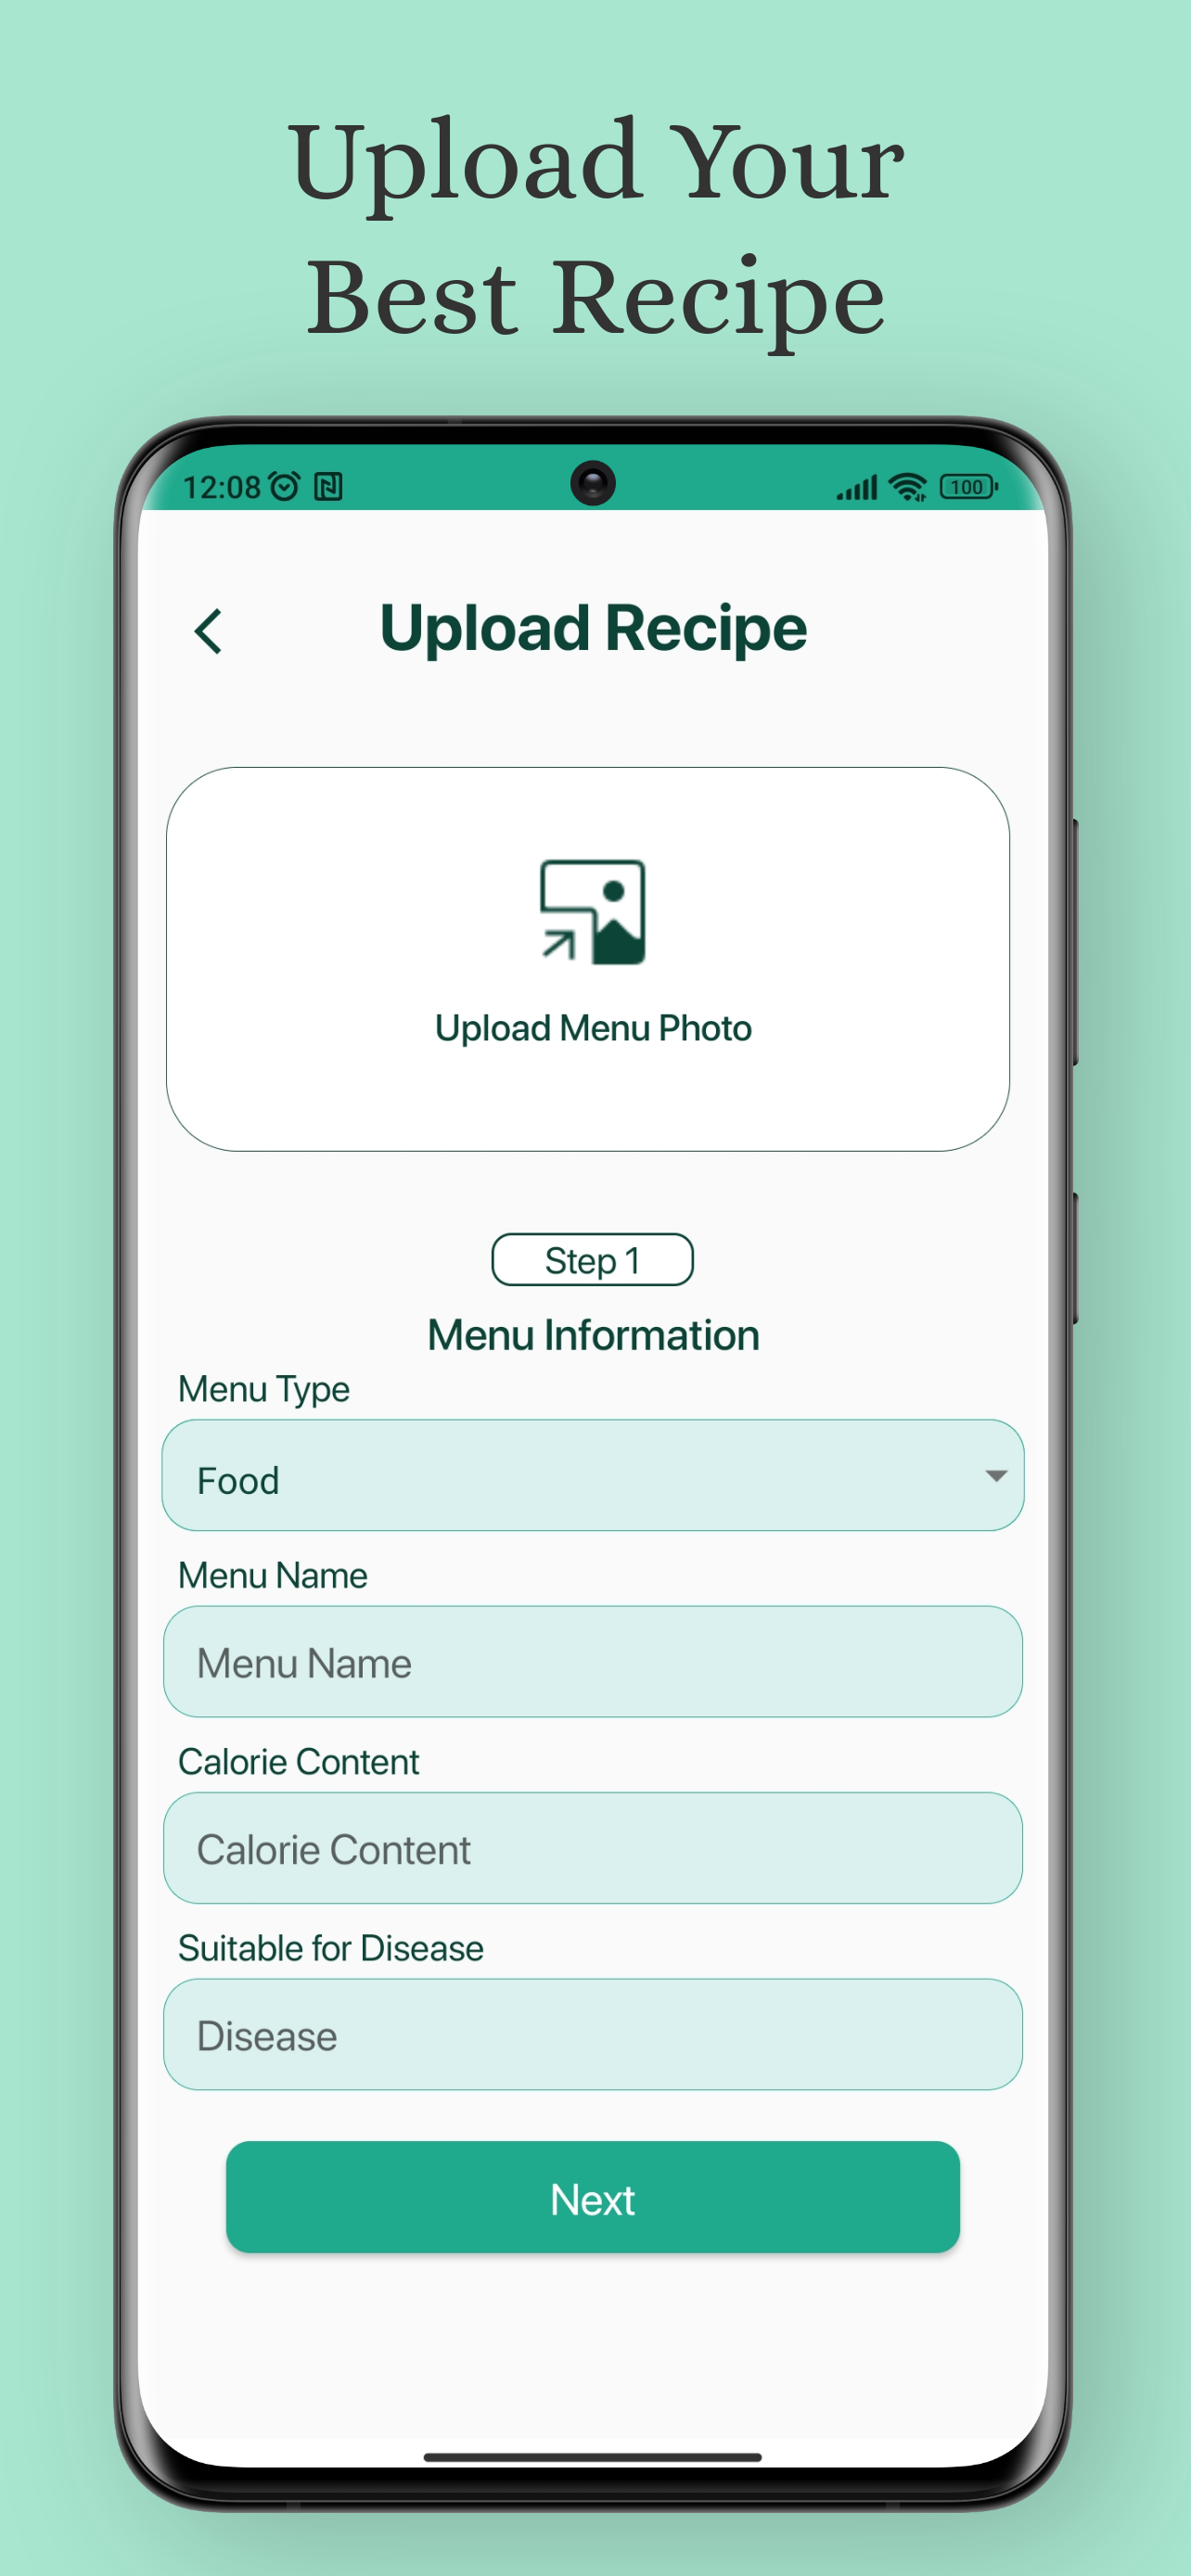 Upload Your
Best Recipe
12:08
100
Upload Recipe
Upload Menu Photo
Step 1
Menu Information
Menu Type
Food
Menu Name
Menu Name
Calorie Content
Calorie Content
Suitable for Disease
Disease
Next